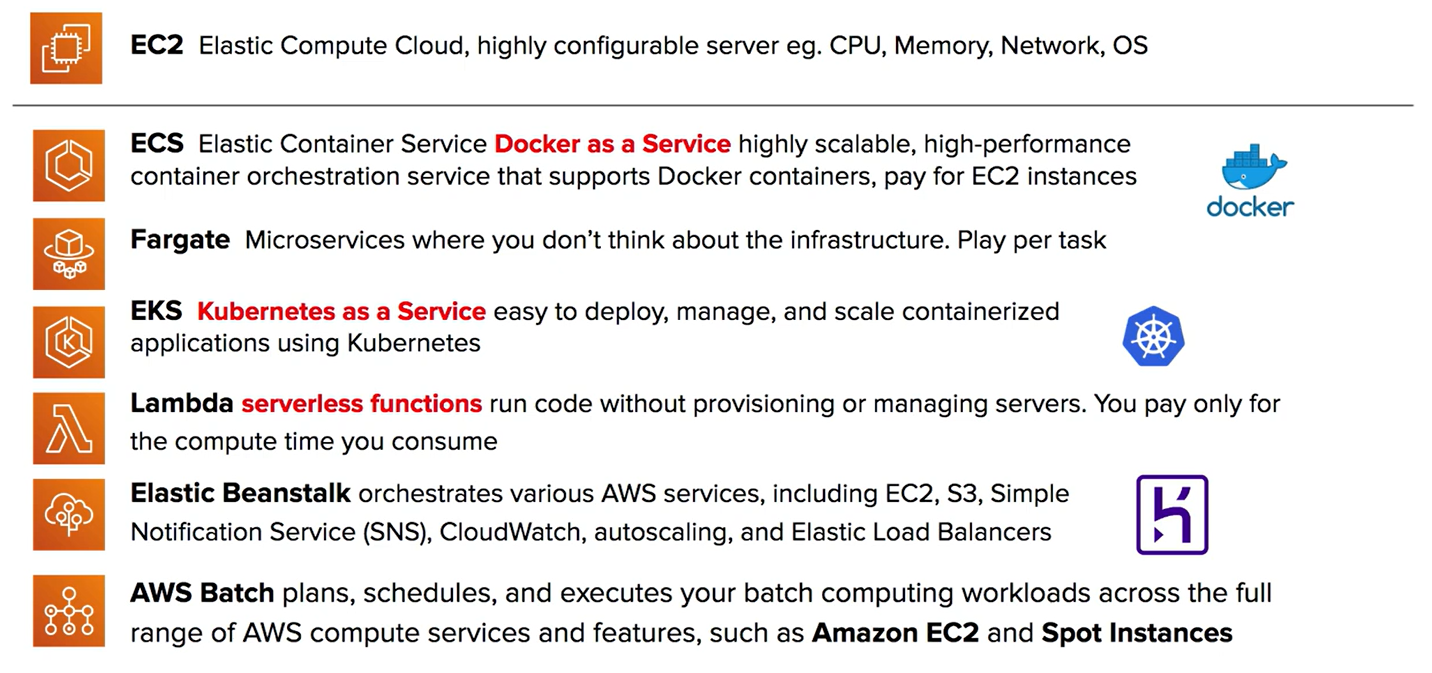 EC2 Elastic Compute Cloud, highly configurable server eg. CPU, Memory, Network, OS
ECS Elastic Container Service Docker as a Service highly scalable, high-performance
container orchestration service that supports Docker containers, pay for EC2 instances
docker
Fargate Microservices where you don’t think about the infrastructure. Play per task
EKS Kubernetes as a Service easy to deploy, manage, and scale containerized
applications using Kubernetes
K
Lambda serverless functions run code without provisioning or managing servers. You pay only for
the compute time you consume
Elastic Beanstalk orchestrates various AWS services, including EC2, S3, Simple
Notification Service (SNS), CloudWatch, autoscaling, and Elastic Load Balancers
AWS Batch plans, schedules, and executes your batch computing workloads across the full
range of AWS compute services and features, such as Amazon EC2 and Spot Instances